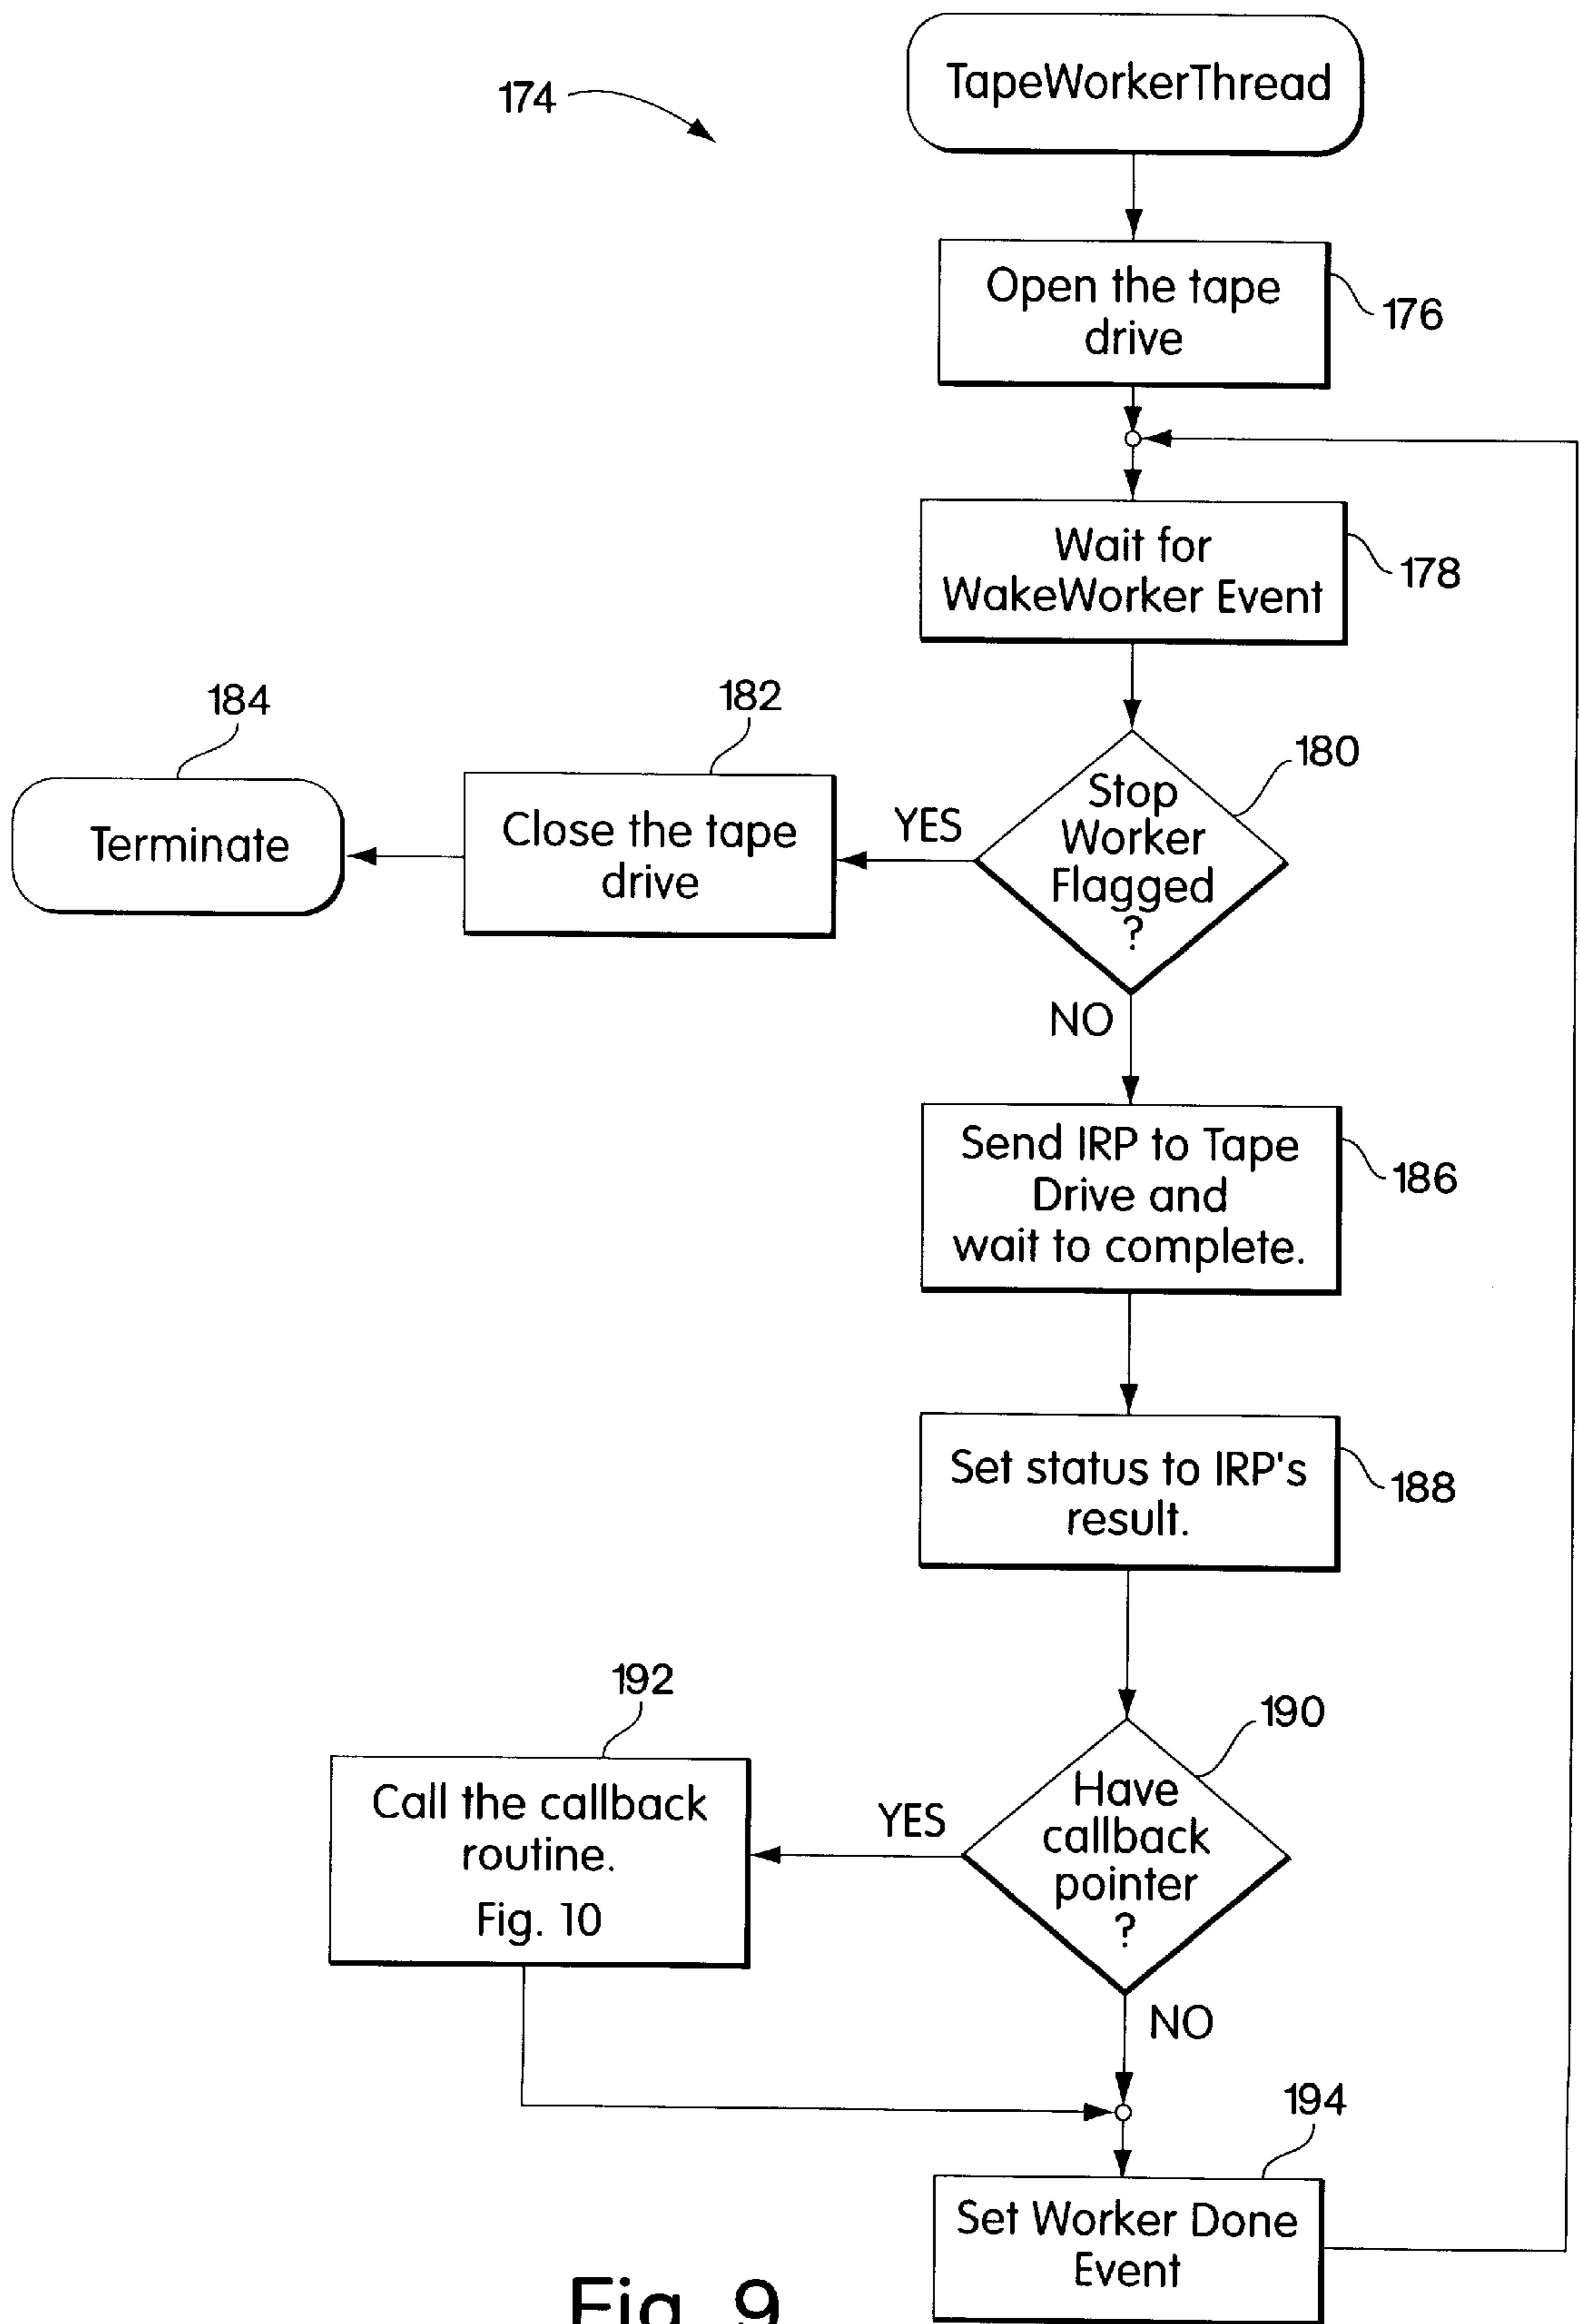 TapeWorkerThread
174
Open the tape
drive
176
Wait for
WakeWorker Event
178
184
182
180
Terminate
Close the tape
drive
YES
Stop
Worker
Flagged
?
NO
Send IRP to Tape
Drive and
wait to complete.
186
Set status to IRP's
result.
188
192
190
Call the callback
routine.
Fig. 10
YES
Have
callback
pointer
?
NO
194
Set Worker Done
Event
Fig. 9